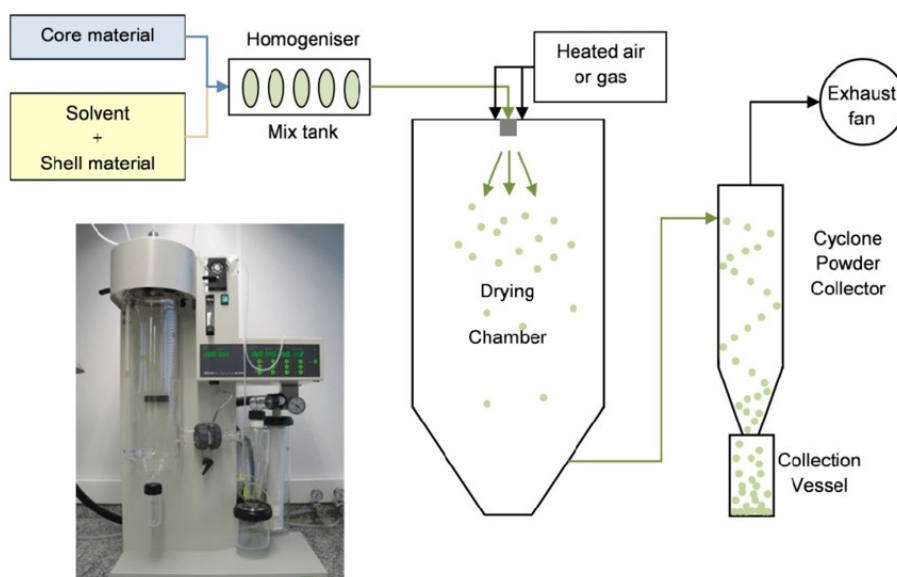 Core material
Solvent
+
Shell material
Homogeniser
Mix tank
Heated air
or gas
Exhaust
fan
Drying
Chamber
Cyclone
Powder
Collector
Collection
Vessel